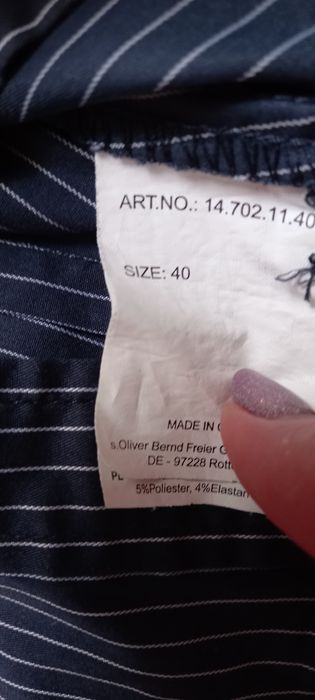 ART.NO.: 14.702.11.40
SIZE: 40
MADE IN
s.Oliver Bernd Freier
DE - 97228
PL
5%Poliester, 4%Elastan